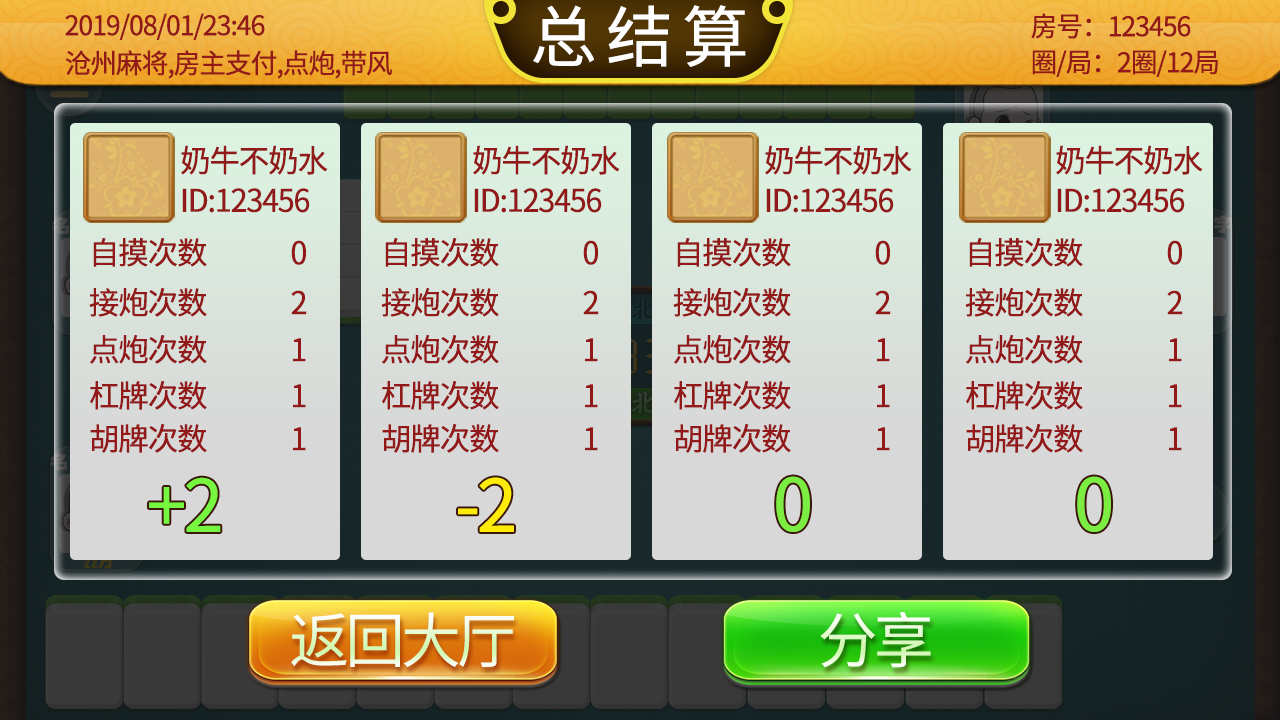 2019/08/01/23:46
沧州麻将,房主支付,点炮,带风
总结算
房号：123456
圈/局：2圈/12局
奶牛不奶水
ID:123456
自摸次数 0
接炮次数 2
点炮次数 1
杠牌次数 1
胡牌次数 1
+2
奶牛不奶水
ID:123456
自摸次数 0
接炮次数 2
点炮次数 1
杠牌次数 1
胡牌次数 1
-2
奶牛不奶水
ID:123456
自摸次数 0
接炮次数 2
点炮次数 1
杠牌次数 1
胡牌次数 1
0
奶牛不奶水
ID:123456
自摸次数 0
接炮次数 2
点炮次数 1
杠牌次数 1
胡牌次数 1
0
返回大厅
分享